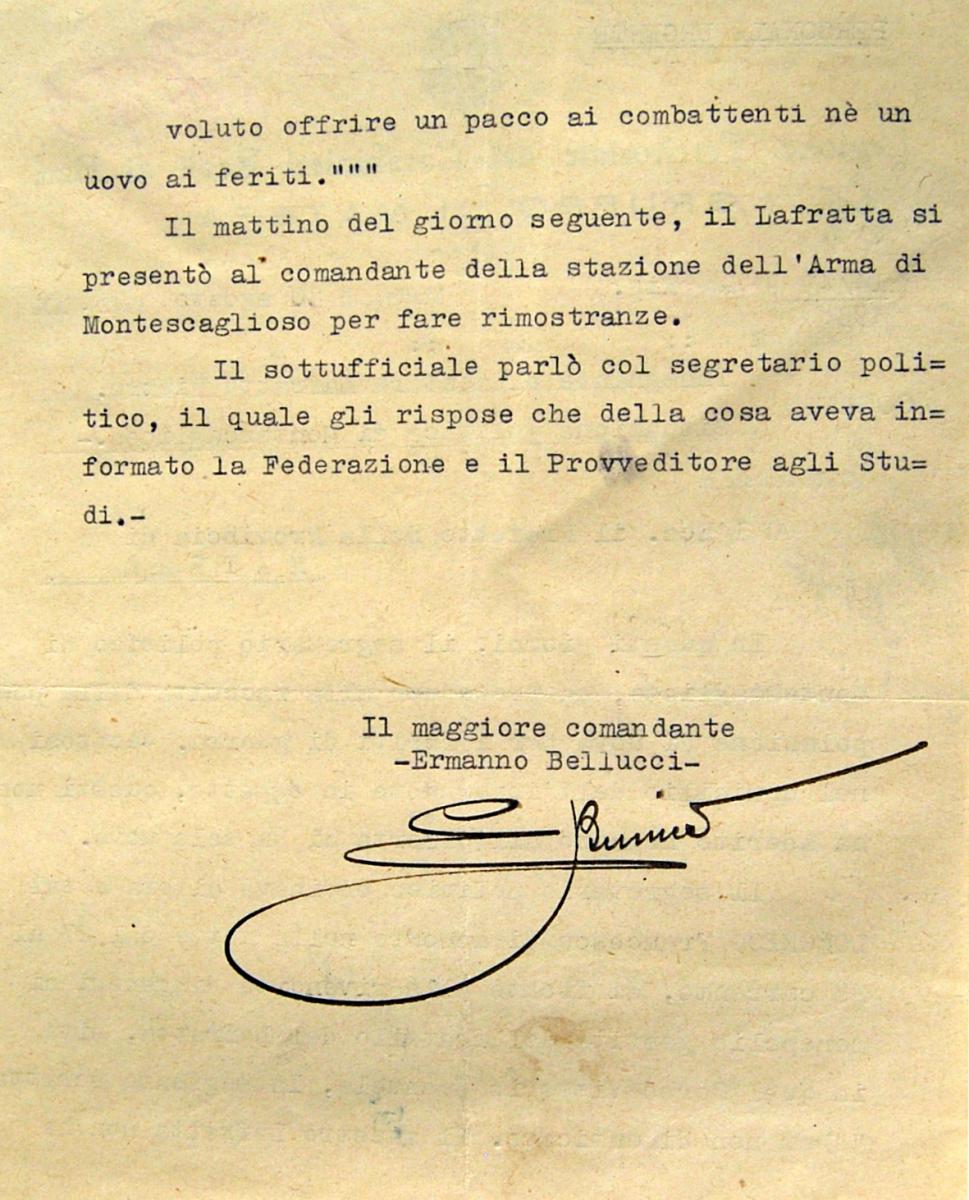 voluto offrire un pacco ai combattenti nè un
uovo ai feriti."""
Il mattino del giorno seguente, il Lafratta si
presentò al comandante della stazione dell'Arma di
Montescaglioso per fare rimostranze.
Il sottufficiale parlò col segretario poli=
tico, il quale gli rispose che della cosa aveva in=
formato la Federazione e il Provveditore agli Stu=
di.-
Il maggiore comandante
-Ermanno Bellucci-